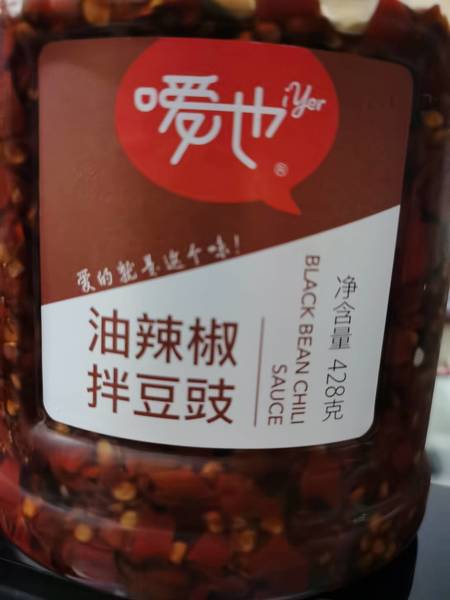 嗳也
iyer
®
爱的就是这个味！
油辣椒
拌豆豉
BLACK BEAN CHILI
SAUCE
净含量 428克